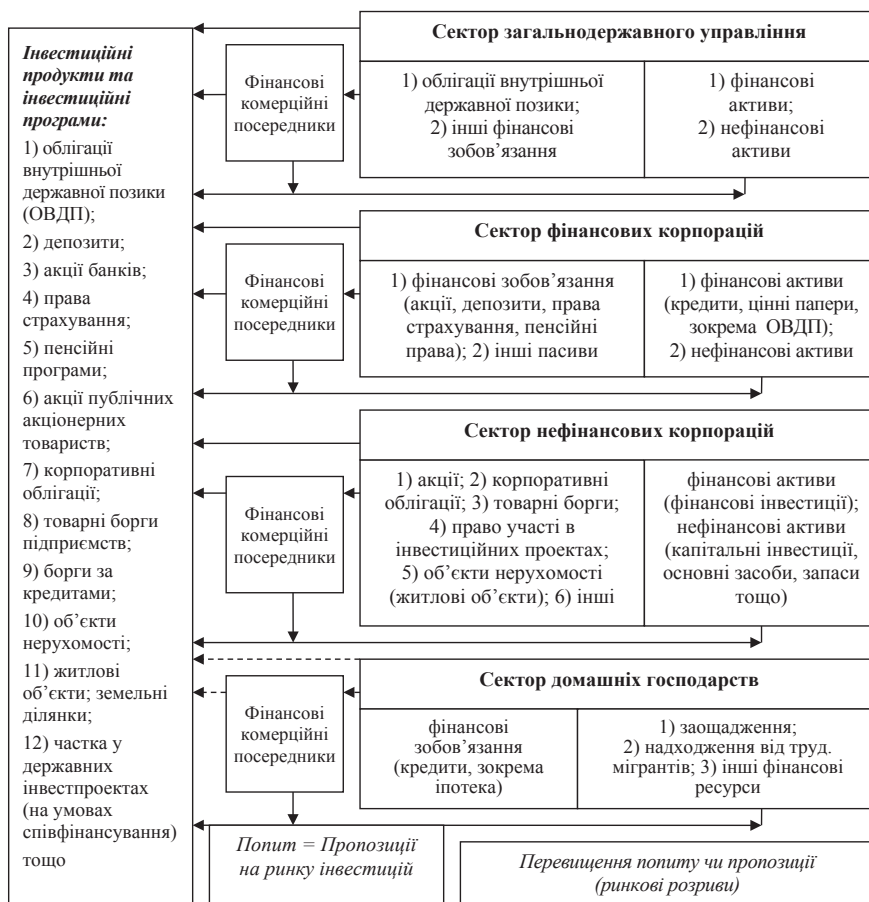 Інвестиційні
продукти та
інвестиційні
програми:
1) облігації
внутрішньої
державної позики
(ОВДП);
2) депозити;
3) акції банків;
4) права
страхування;
5) пенсійні
програми;
6) акції публічних
акціонерних
товариств;
7) корпоративні
облігації;
8) товарні борги
підприємств;
9) борги за
кредитами;
10) об’єкти
нерухомості;
11) житлові
об’єкти; земельні
ділянки;
12) частка у
державних
інвестпроектах
(на умовах
співфінансування)
тощо
Сектор загальнодержавного управління
Фінансові
комерційні
посередники
1) облігації внутрішньої
державної позики;
2) інші фінансові
зобов’язання
1) фінансові
активи;
2) нефінансові
активи
Сектор фінансових корпорацій
Фінансові
комерційні
посередники
1) фінансові зобов’язання
(акції, депозити, права
страхування, пенсійні
права); 2) інші пасиви
1) фінансові активи
(кредити, цінні папери,
зокрема ОВДП);
2) нефінансові активи
Сектор нефінансових корпорацій
Фінансові
комерційні
посередники
1) акції; 2) корпоративні
облігації; 3) товарні борги;
4) право участі в
інвестиційних проектах;
5) об’єкти нерухомості
(житлові об’єкти); 6) інші
фінансові активи
(фінансові інвестиції);
нефінансові активи
(капітальні інвестиції,
основні засоби, запаси
тощо)
Сектор домашніх господарств
Фінансові
комерційні
посередники
фінансові
зобов’язання
(кредити, зокрема
іпотека)
1) заощадження;
2) надходження від труд.
мігрантів; 3) інші фінансові
ресурси
Попит = Пропозиції
на ринку інвестицій
Перевищення попиту чи пропозиції
(ринкові розриви)